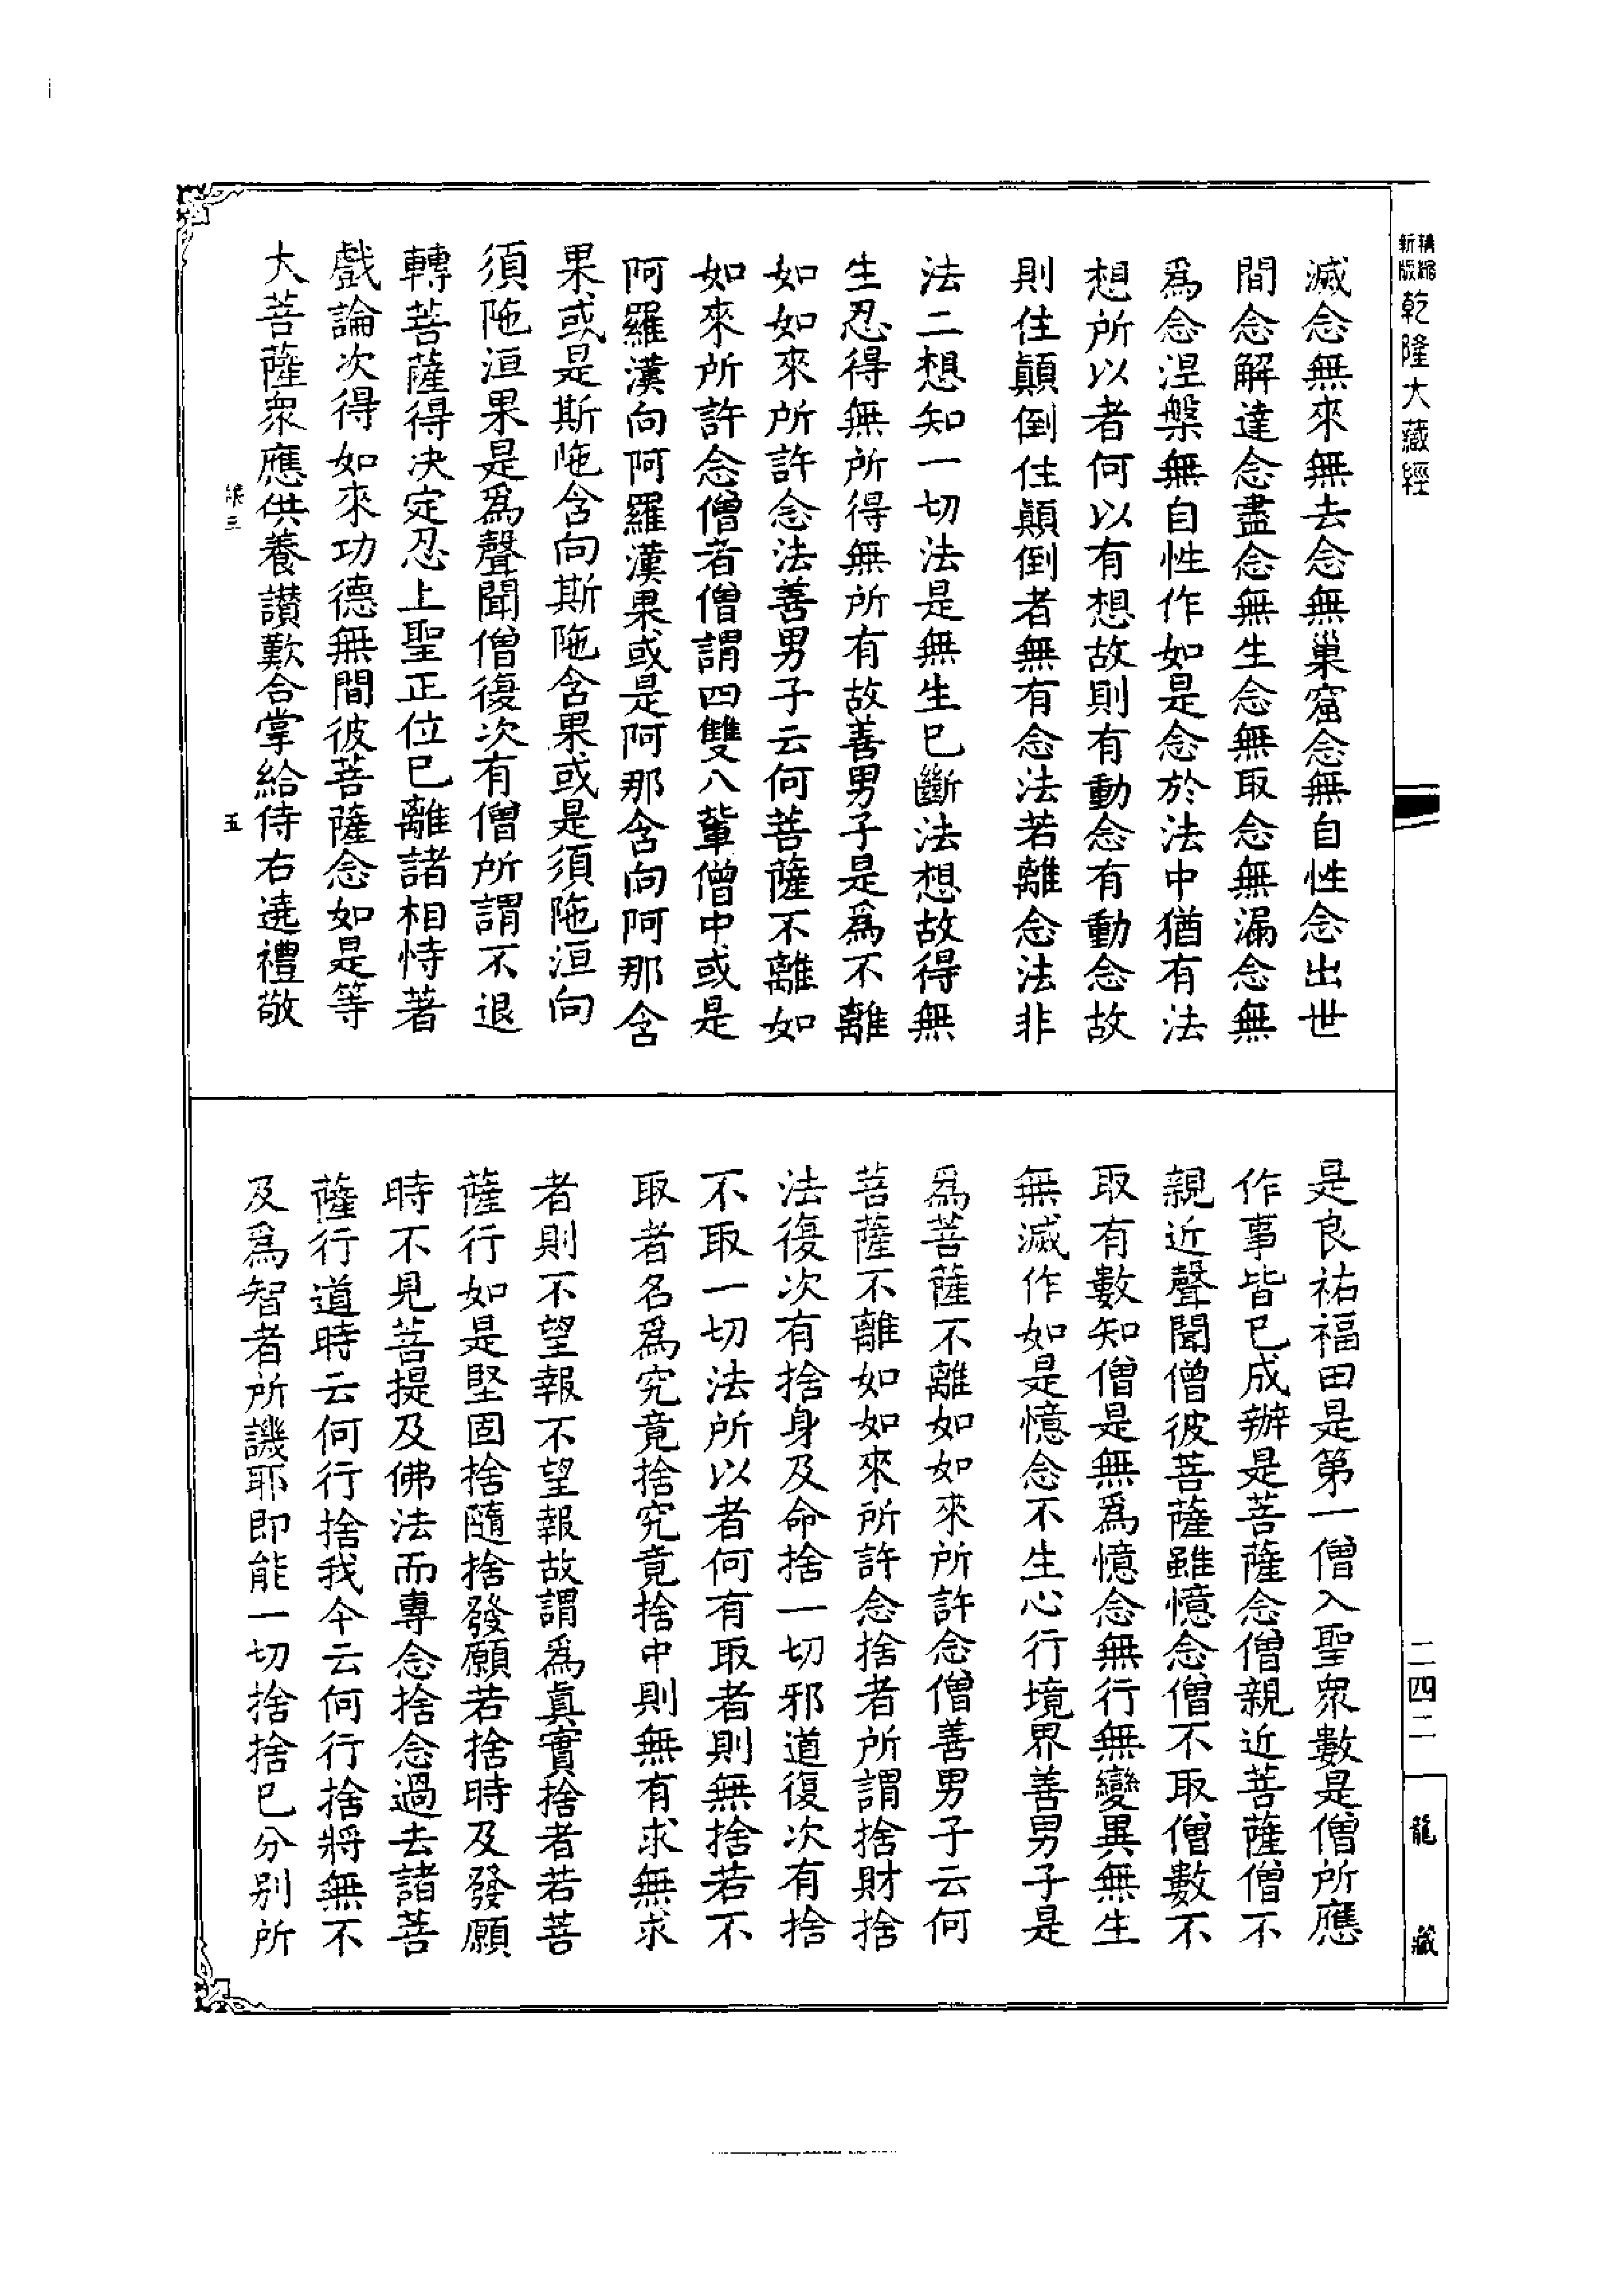 新版精縮
乾隆大藏經
滅念無來無去念無巢窟念無自性念出世
間念解達念盡念無生念無取念無漏念無
爲念涅槃無自性作如是念於法中猶有法
想所以者何以有想故則有動念有動念故
則住顚倒住顚倒者無有念法若離念法非
法二想知一切法是無生已斷法想故得無
生忍得無所得無所有故善男子是爲不離
如如來所許念法善男子云何菩薩不離如
如來所許念僧者僧謂四雙八輩僧中或是
阿羅漢向阿羅漢果或是阿那含向阿那含
果或是斯陁含向斯陁含果或是須陁洹向
須陁洹果是爲聲聞僧復次有僧所謂不退
轉菩薩得決定忍上聖正位已離諸相恃著
戲論次得如來功德無間彼菩薩念如是等
大菩薩衆應供養讃歎合掌給侍右遶禮敬
三
五
是良祐福田是第一僧入聖衆數是僧所應
作事皆已成辦是菩薩念僧親近菩薩僧不
親近聲聞僧彼菩薩雖憶念僧不取僧數不
取有數知僧是無爲憶念無行無變異無生
無滅作如是憶念不生心行境界善男子是
爲菩薩不離如如來所許念僧善男子云何
菩薩不離如如來所許念捨者所謂捨財捨
法復次有捨身及命捨一切邪道復次有捨
不取一切法所以者何有取者則無捨若不
取者名爲究竟捨究竟捨中則無有求無求
者則不望報不望報故謂爲眞實捨者若菩
薩行如是堅固捨隨捨發願若捨時及發願
時不見菩提及佛法而專念捨念過去諸菩
薩行道時云何行捨我今云何行捨將無不
及爲智者所譏耶即能一切捨捨已分別所
二四二
龍藏